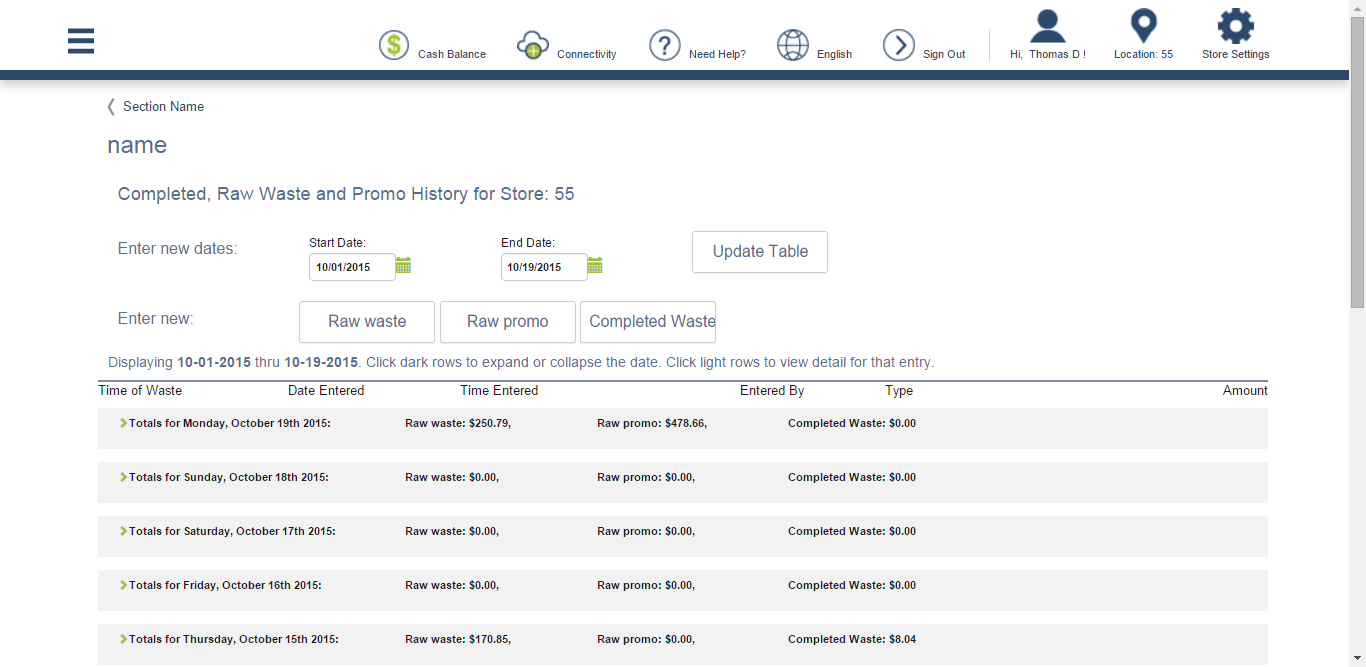 $ Cash Balance Connectivity ? Need Help? English Sign Out Hi, Thomas D ! Location: 55 Store Settings
Section Name
name
Completed, Raw Waste and Promo History for Store: 55
Enter new dates: Start Date: End Date: Update Table
10/01/2015 10/19/2015
Enter new: Raw waste Raw promo Completed Waste
Displaying 10-01-2015 thru 10-19-2015. Click dark rows to expand or collapse the date. Click light rows to view detail for that entry.
Time of Waste Date Entered Time Entered Entered By Type Amount
Totals for Monday, October 19th 2015: Raw waste: $250.79, Raw promo: $478.66, Completed Waste: $0.00
Totals for Sunday, October 18th 2015: Raw waste: $0.00, Raw promo: $0.00, Completed Waste: $0.00
Totals for Saturday, October 17th 2015: Raw waste: $0.00, Raw promo: $0.00, Completed Waste: $0.00
Totals for Friday, October 16th 2015: Raw waste: $0.00, Raw promo: $0.00, Completed Waste: $0.00
Totals for Thursday, October 15th 2015: Raw waste: $170.85, Raw promo: $0.00, Completed Waste: $8.04